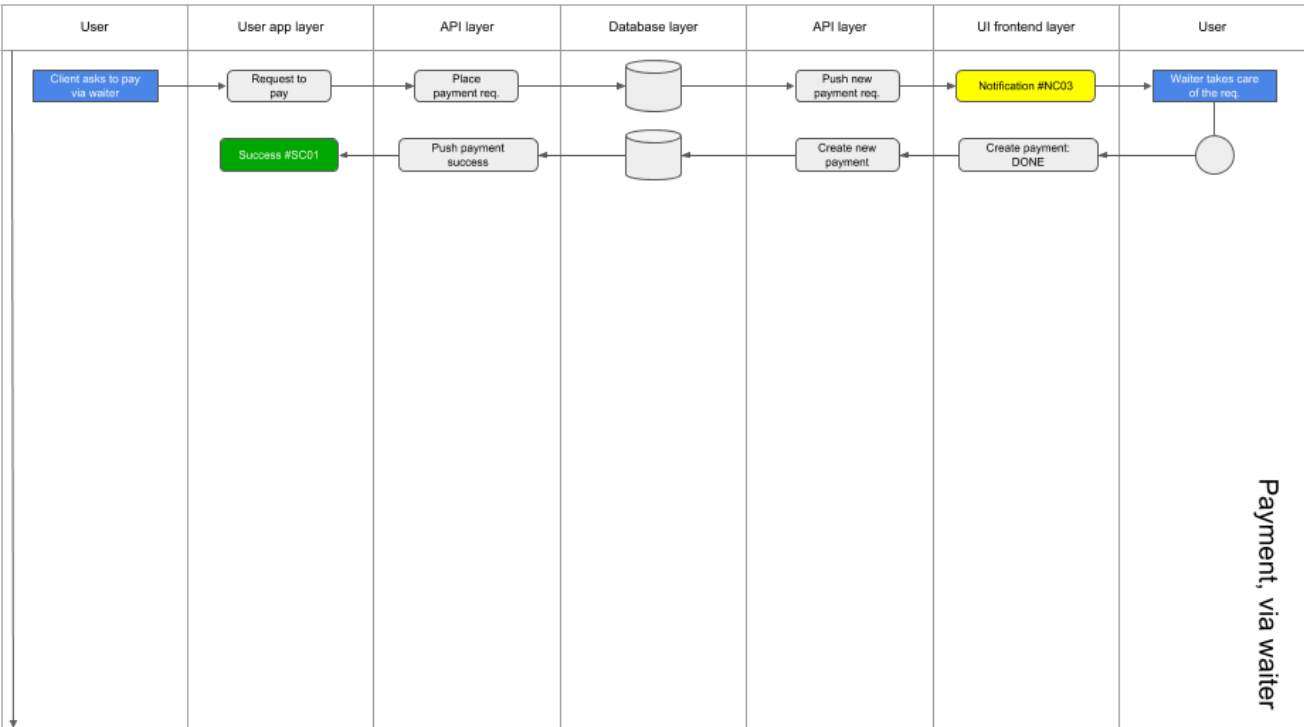 User
User app layer
API layer
Database layer
API layer
UI frontend layer
User
Client asks to pay
via waiter
Request to
pay
Place
payment req.
Push new
payment req.
Notification #NC03
Waiter takes care
of the req.
Success #SC01
Push payment
success
Create new
payment
Create payment:
DONE
Payment, via waiter